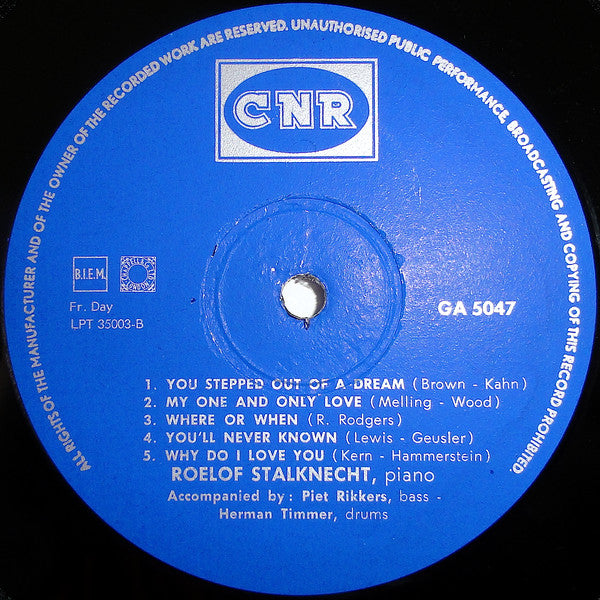 ALL RIGHTS OF THE MANUFACTURER AND OF THE OWNER OF THE RECORDED WORK ARE RESERVED. UNAUTHORISED PUBLIC PERFORMANCE, BROADCASTING AND COPYING OF THIS RECORD PROHIBITED.
CNR
B.I.E.M.
CHAPPELL & CO. LTD LONDON
Fr. Day
LPT 35003-B
GA 5047
1. YOU STEPPED OUT OF A DREAM (Brown - Kahn)
2. MY ONE AND ONLY LOVE (Melling - Wood)
3. WHERE OR WHEN (R. Rodgers)
4. YOU'LL NEVER KNOWN (Lewis - Geusler)
5. WHY DO I LOVE YOU (Kern - Hammerstein)
ROELOF STALKNECHT, piano
Accompanied by: Piet Rikkers, bass -
Herman Timmer, drums